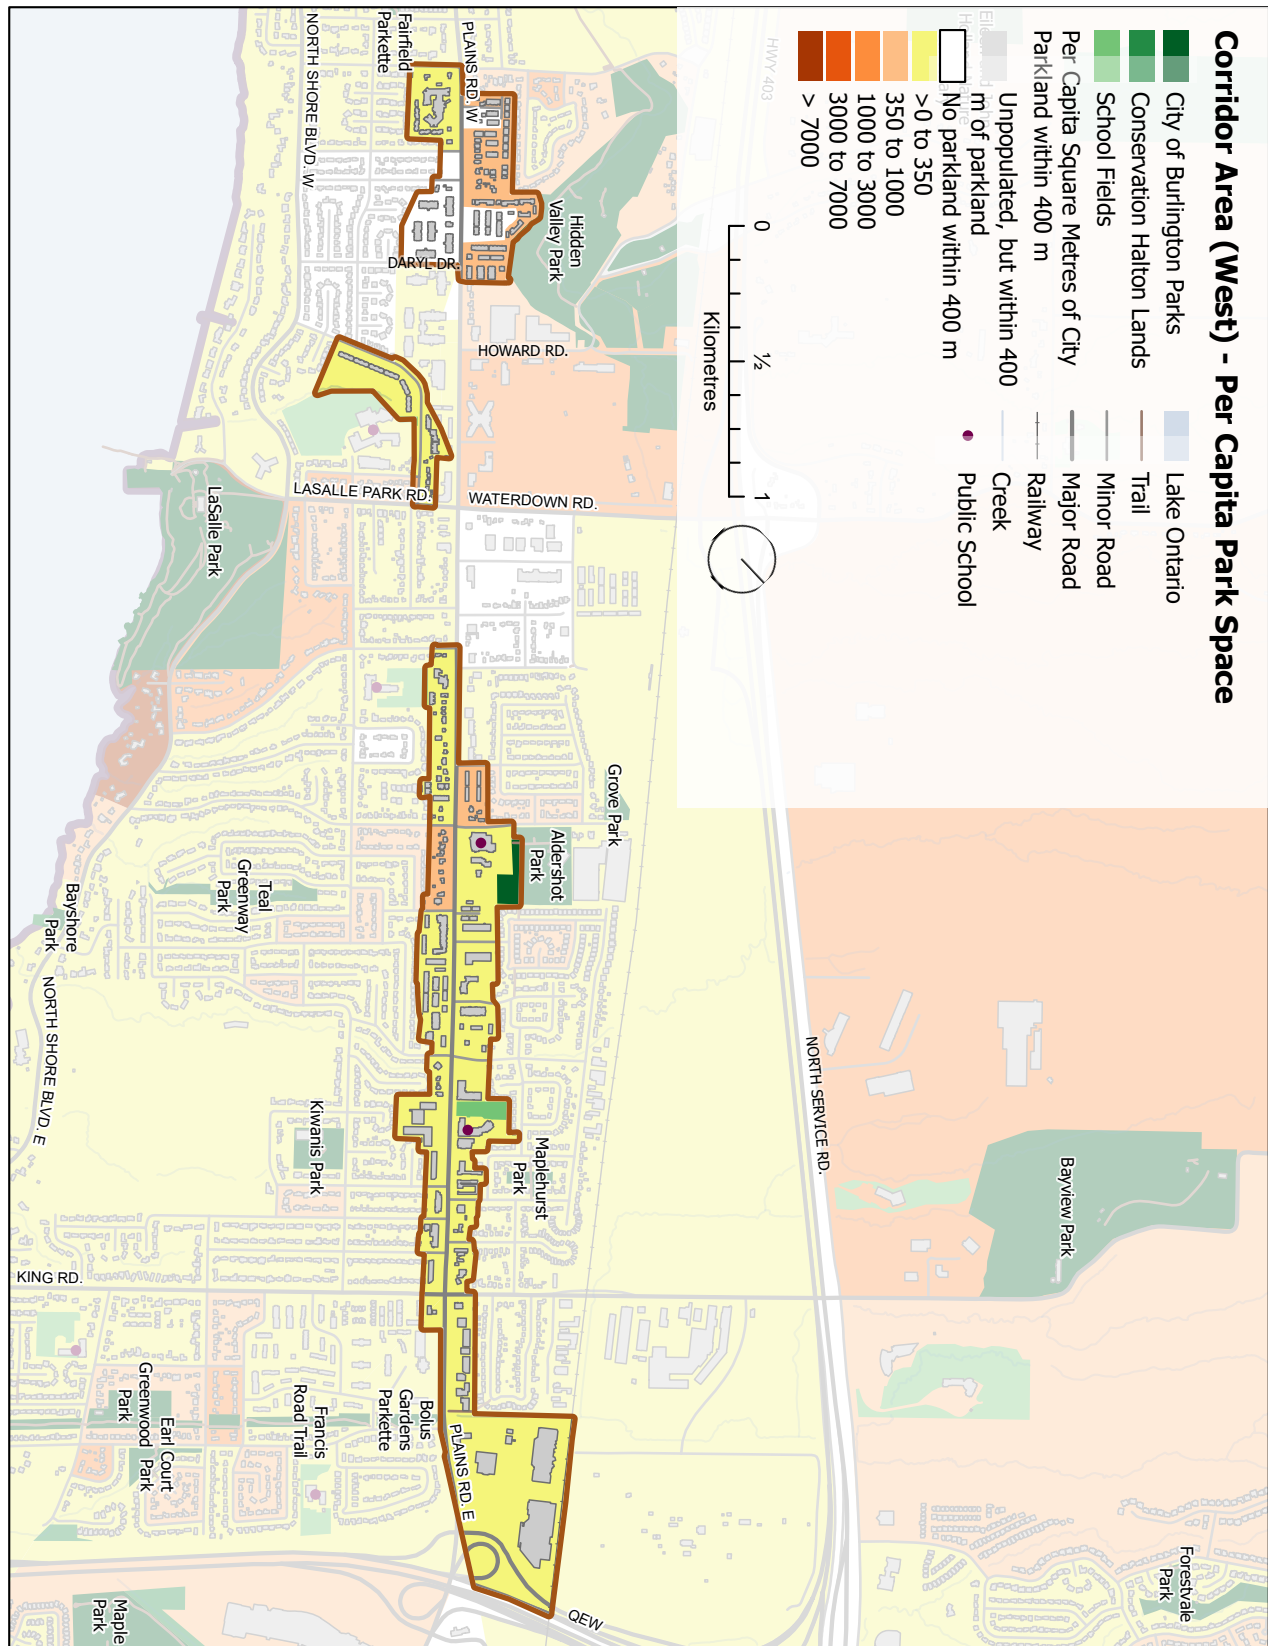 Corridor Area (West) - Per Capita Park Space
City of Burlington Parks
Conservation Halton Lands
School Fields
Per Capita Square Metres of City
Parkland within 400 m
Unpopulated, but within 400
m of parkland
No parkland within 400 m
>0 to 350
350 to 1000
1000 to 3000
3000 to 7000
> 7000
Lake Ontario
Trail
Minor Road
Major Road
Railway
Creek
Public School
0
½
1
Kilometres
HWY 403
Fairfield
Parkette
PLAINS RD. W
NORTH SHORE BLVD. W
Hidden
Valley Park
DARYL DR.
HOWARD RD.
LASALLE PARK RD.
WATERDOWN RD.
LaSalle Park
Grove Park
Aldershot
Park
Teal
Greenway
Park
Bayshore
Park
NORTH SHORE BLVD. E
NORTH SERVICE RD.
Kiwanis Park
Maplehurst
Park
Bayview Park
KING RD.
Greenwood
Park
Earl Court
Park
Francis
Road Trail
Bolus
Gardens
Parkette
PLAINS RD. E
QEW
Maple
Park
Forestvale
Park